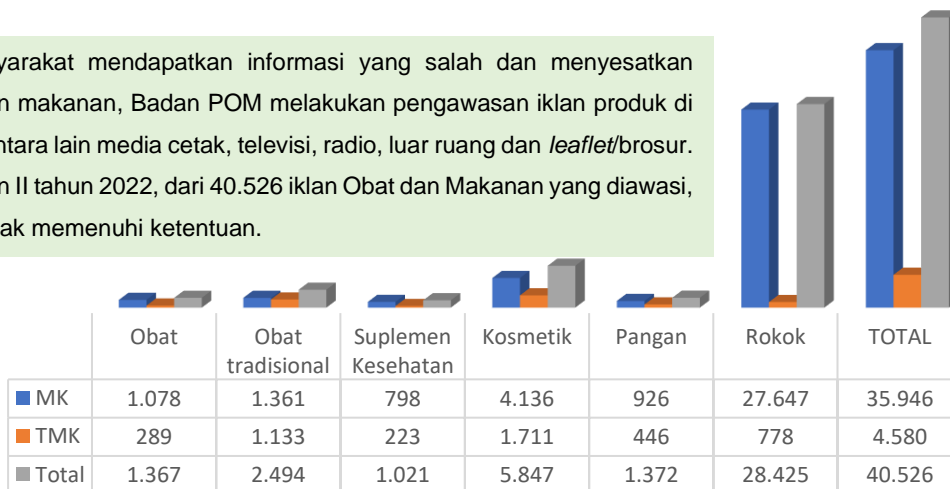 mendapatkan informasi yang salah dan menyesatkan
makanan, Badan POM melakukan pengawasan iklan produk di
lain media cetak, televisi, radio, luar ruang dan leaflet/brosur.
II tahun 2022, dari 40.526 iklan Obat dan Makanan yang diawasi,
memenuhi ketentuan.
Obat Obat tradisional Suplemen Kesehatan Kosmetik Pangan Rokok TOTAL
MK 1.078 1.361 798 4.136 926 27.647 35.946
TMK 289 1.133 223 1.711 446 778 4.580
Total 1.367 2.494 1.021 5.847 1.372 28.425 40.526